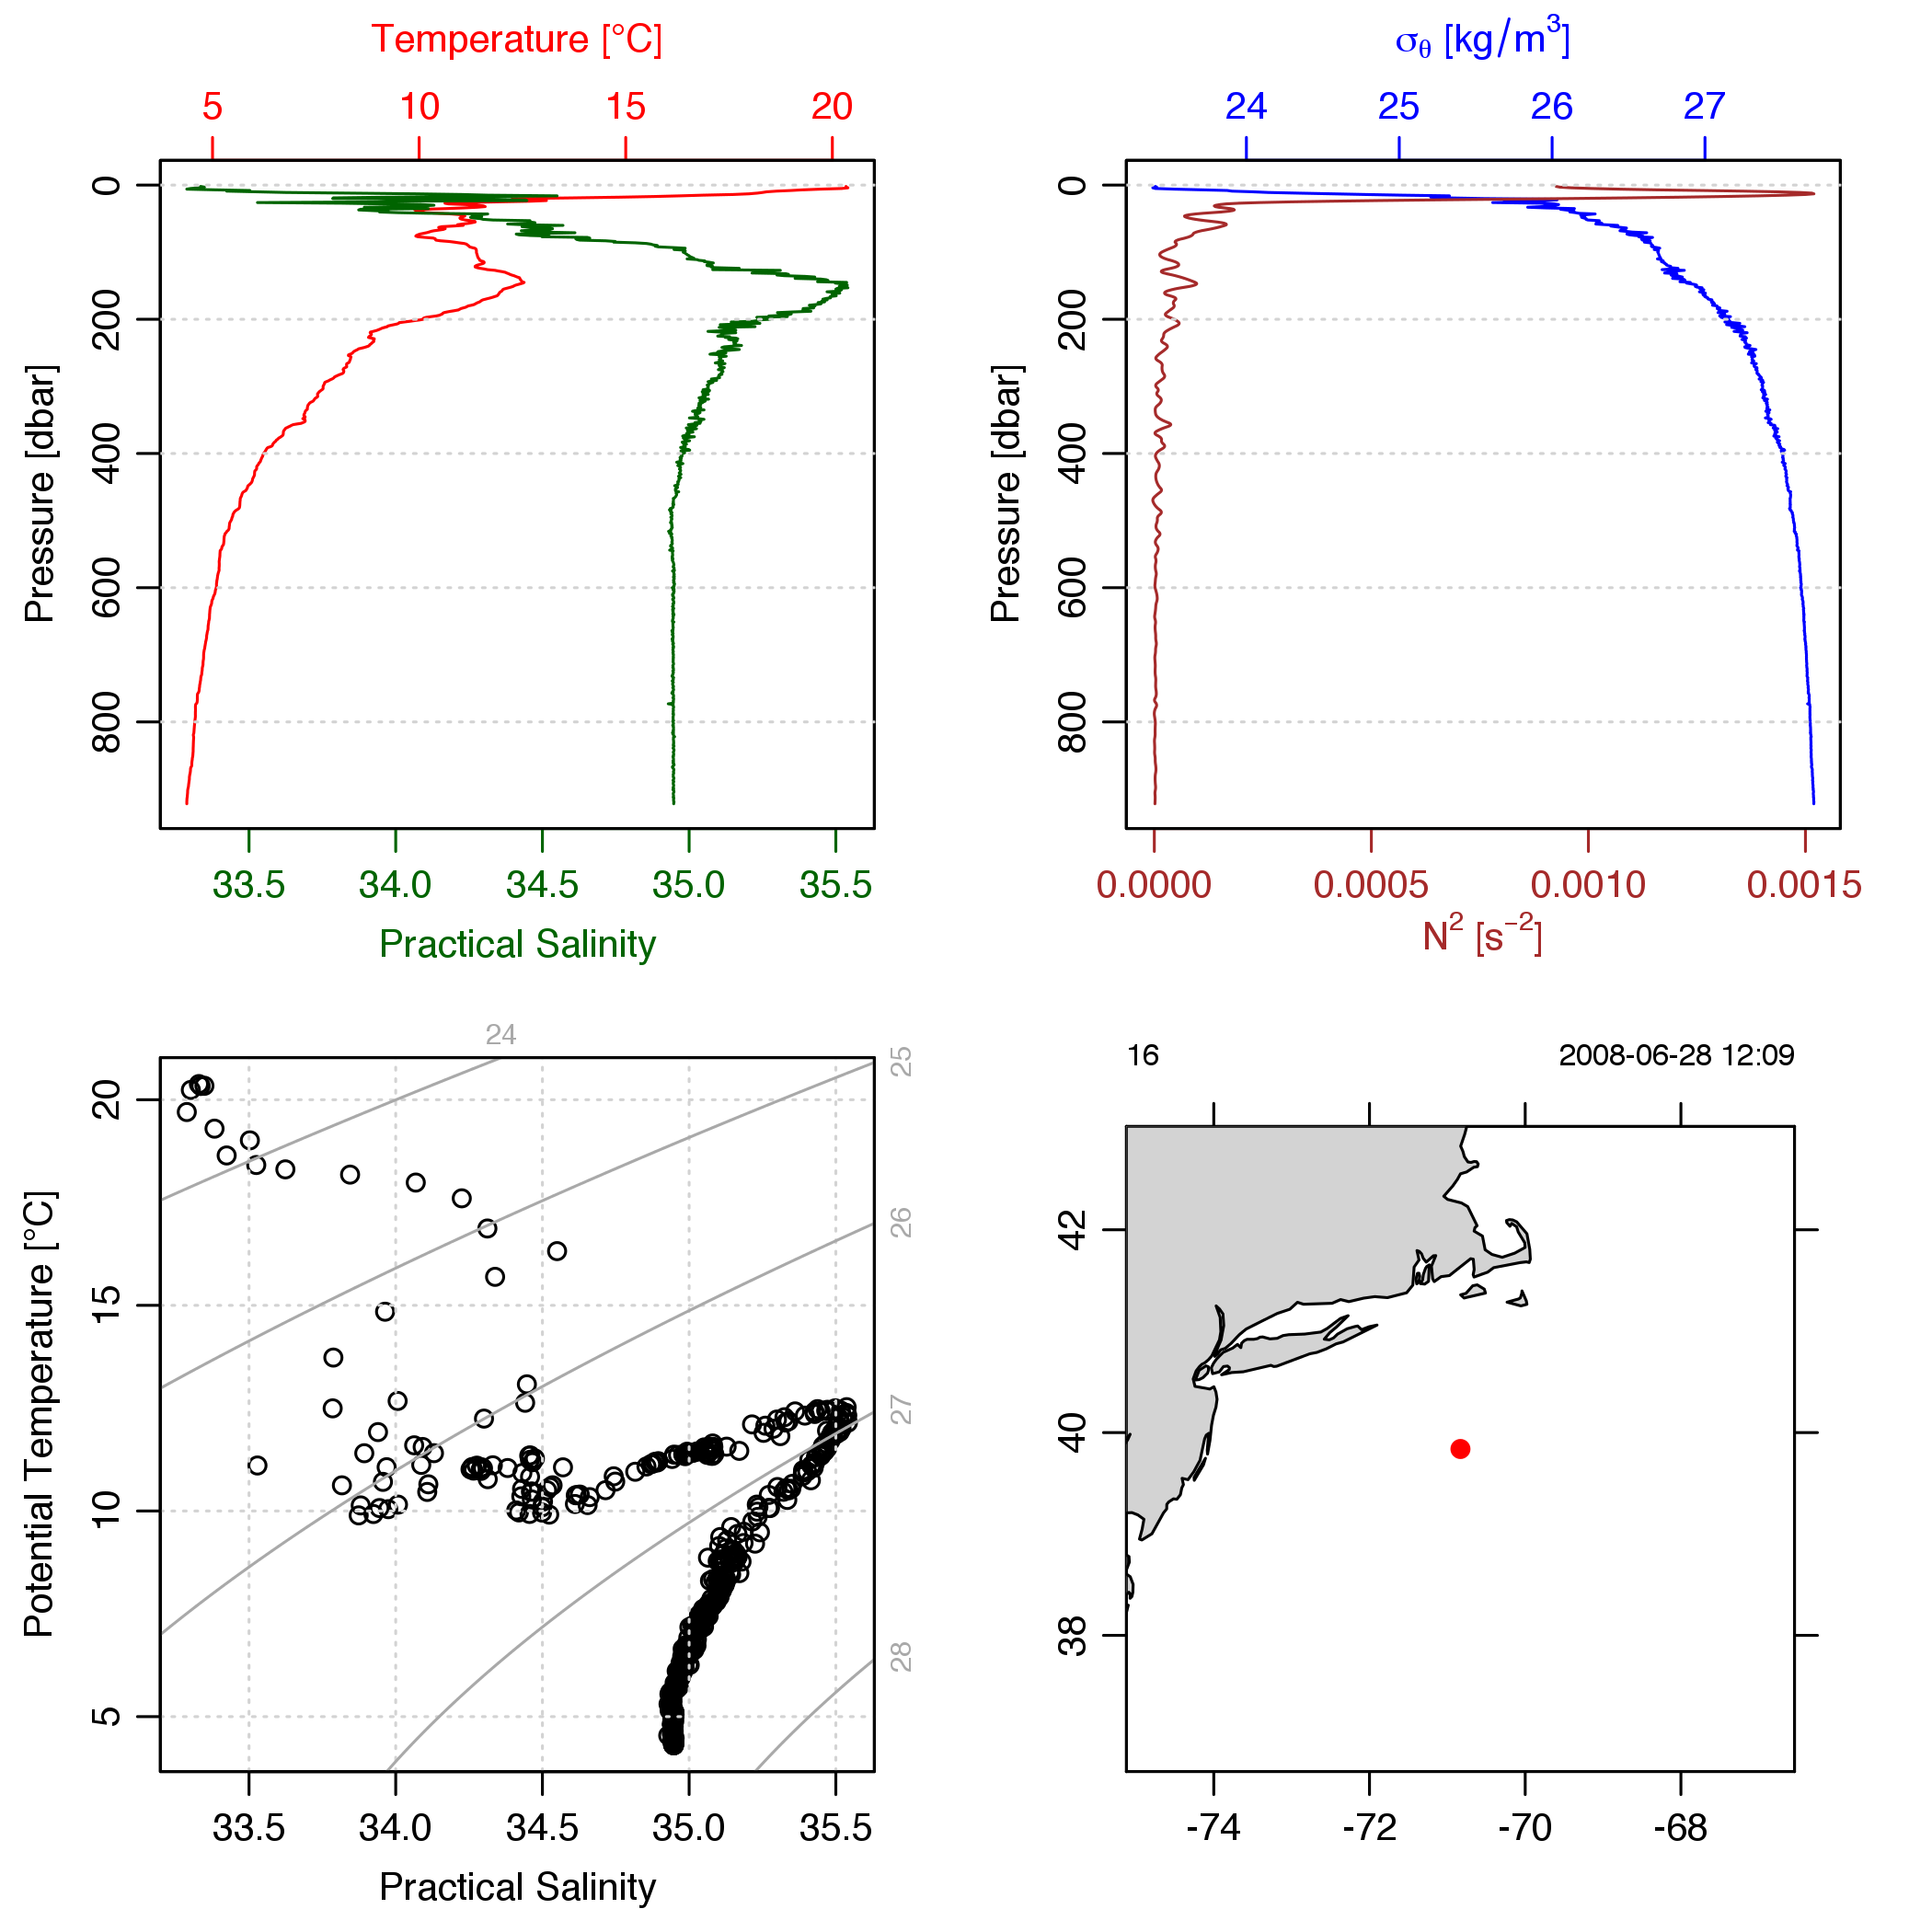 Temperature [°C]
5 10 15 20
0
200
400
600
800
Pressure [dbar]
33.5 34.0 34.5 35.0 35.5
Practical Salinity
σθ [kg/m³]
24 25 26 27
0
200
400
600
800
Pressure [dbar]
0.0000 0.0005 0.0010 0.0015
N² [s⁻²]
24
25
26
27
28
20
15
10
5
Potential Temperature [°C]
33.5 34.0 34.5 35.0 35.5
Practical Salinity
16 2008-06-28 12:09
42
40
38
-74 -72 -70 -68